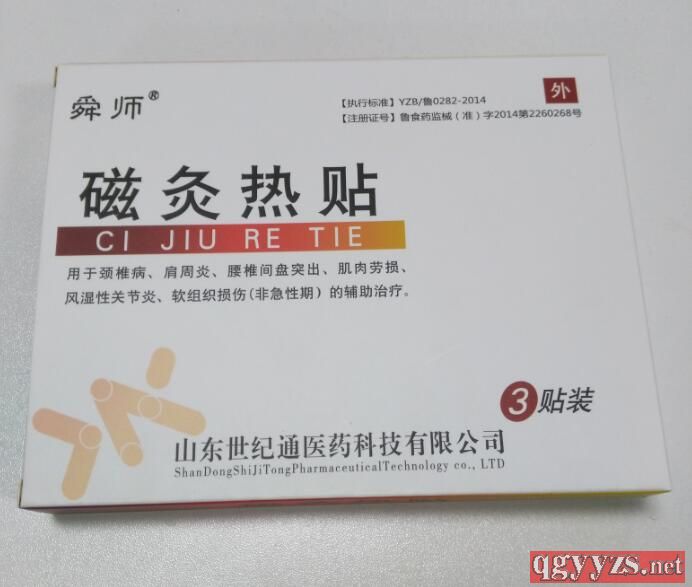 舜师®
外
【执行标准】YZB/鲁0282-2014
【注册证号】鲁食药监械（准）字2014第2260268号
磁灸热贴
CI JIU RE TIE
用于颈椎病、肩周炎、腰椎间盘突出、肌肉劳损、
风湿性关节炎、软组织损伤(非急性期）的辅助治疗。
3贴装
山东世纪通医药科技有限公司
ShanDongShiJiTongPharmaceuticalTechnology co., LTD
qgyyzs.net